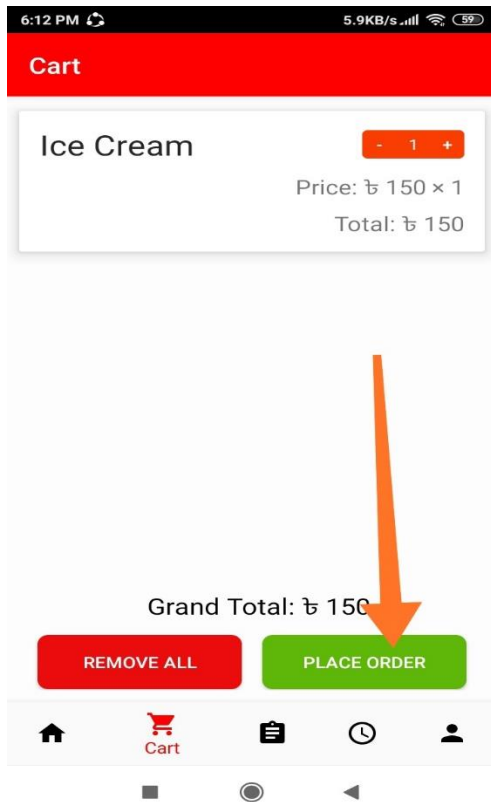 6:12 PM 5.9KB/s 59
Cart
Ice Cream
- 1 +
Price: ৳ 150 × 1
Total: ৳ 150
Grand Total: ৳ 150
REMOVE ALL PLACE ORDER
Cart